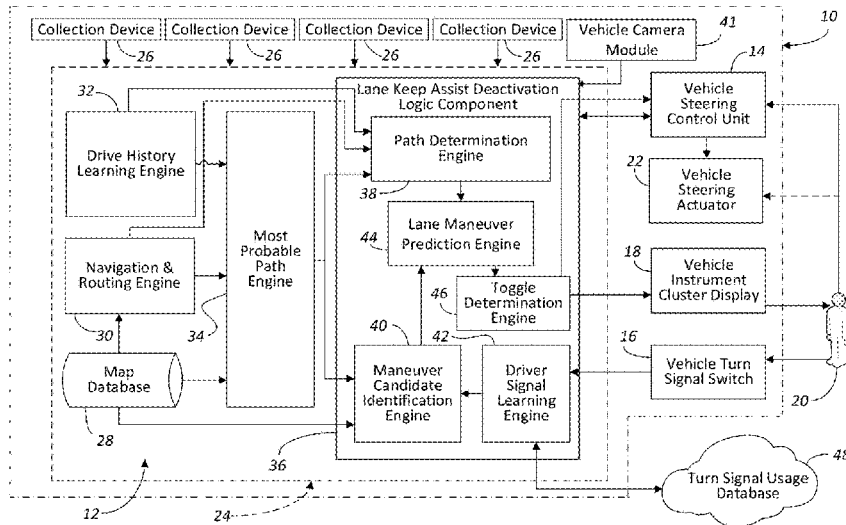 Collection Device
Collection Device
Collection Device
Collection Device
26
26
26
26
Vehicle Camera
Module
41
10
32
Drive History
Learning Engine
Lane Keep Assist Deactivation
Logic Component
Path Determination
Engine
38
14
Vehicle
Steering
Control Unit
22
Vehicle
Steering
Actuator
44
Lane Maneuver
Prediction Engine
Navigation &
Routing Engine
30
Most
Probable
Path
Engine
34
46
Toggle
Determination
Engine
18
Vehicle
Instrument
Cluster Display
40
Maneuver
Candidate
Identification
Engine
42
Driver
Signal
Learning
Engine
16
Vehicle Turn
Signal Switch
20
Map
Database
28
36
12
24
Turn Signal Usage
Database
48